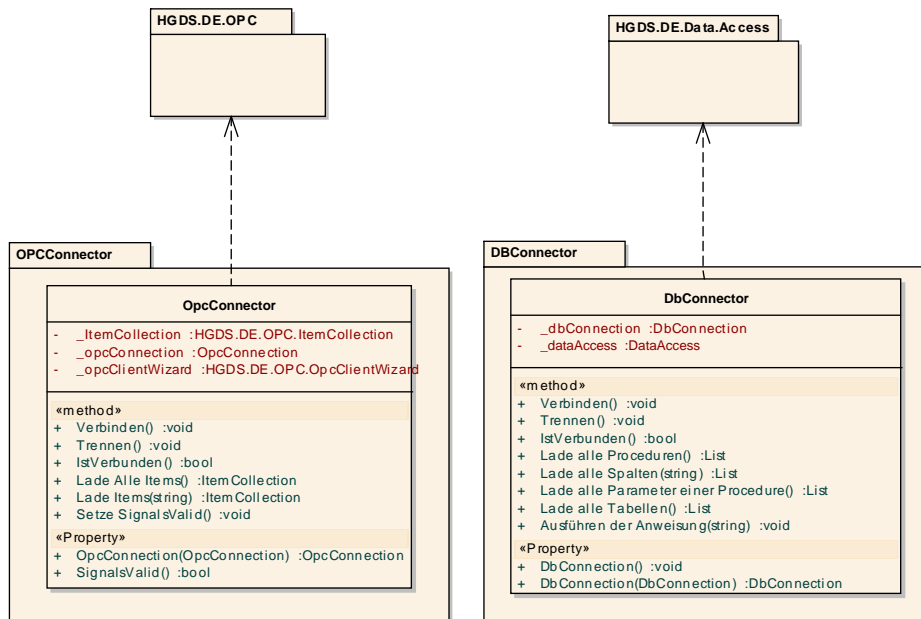 HGDS.DE.OPC
HGDS.DE.Data.Access
OPCConnector
OpcConnector
- _ItemCollection :HGDS.DE.OPC.ItemCollection
- _opcConnection :OpcConnection
- _opcClientWizard :HGDS.DE.OPC.OpcClientWizard
«method»
+ Verbinden() :void
+ Trennen() :void
+ IstVerbunden() :bool
+ Lade Alle Items() :ItemCollection
+ Lade Items(string) :ItemCollection
+ Setze SignalsValid() :void
«Property»
+ OpcConnection(OpcConnection) :OpcConnection
+ SignalsValid() :bool
DBConnector
DbConnector
- _dbConnection :DbConnection
- _dataAccess :DataAccess
«method»
+ Verbinden() :void
+ Trennen() :void
+ IstVerbunden() :bool
+ Lade alle Proceduren() :List
+ Lade alle Spalten(string) :List
+ Lade alle Parameter einer Procedure() :List
+ Lade alle Tabellen() :List
+ Ausführen der Anweisung(string) :void
«Property»
+ DbConnection() :void
+ DbConnection(DbConnection) :DbConnection